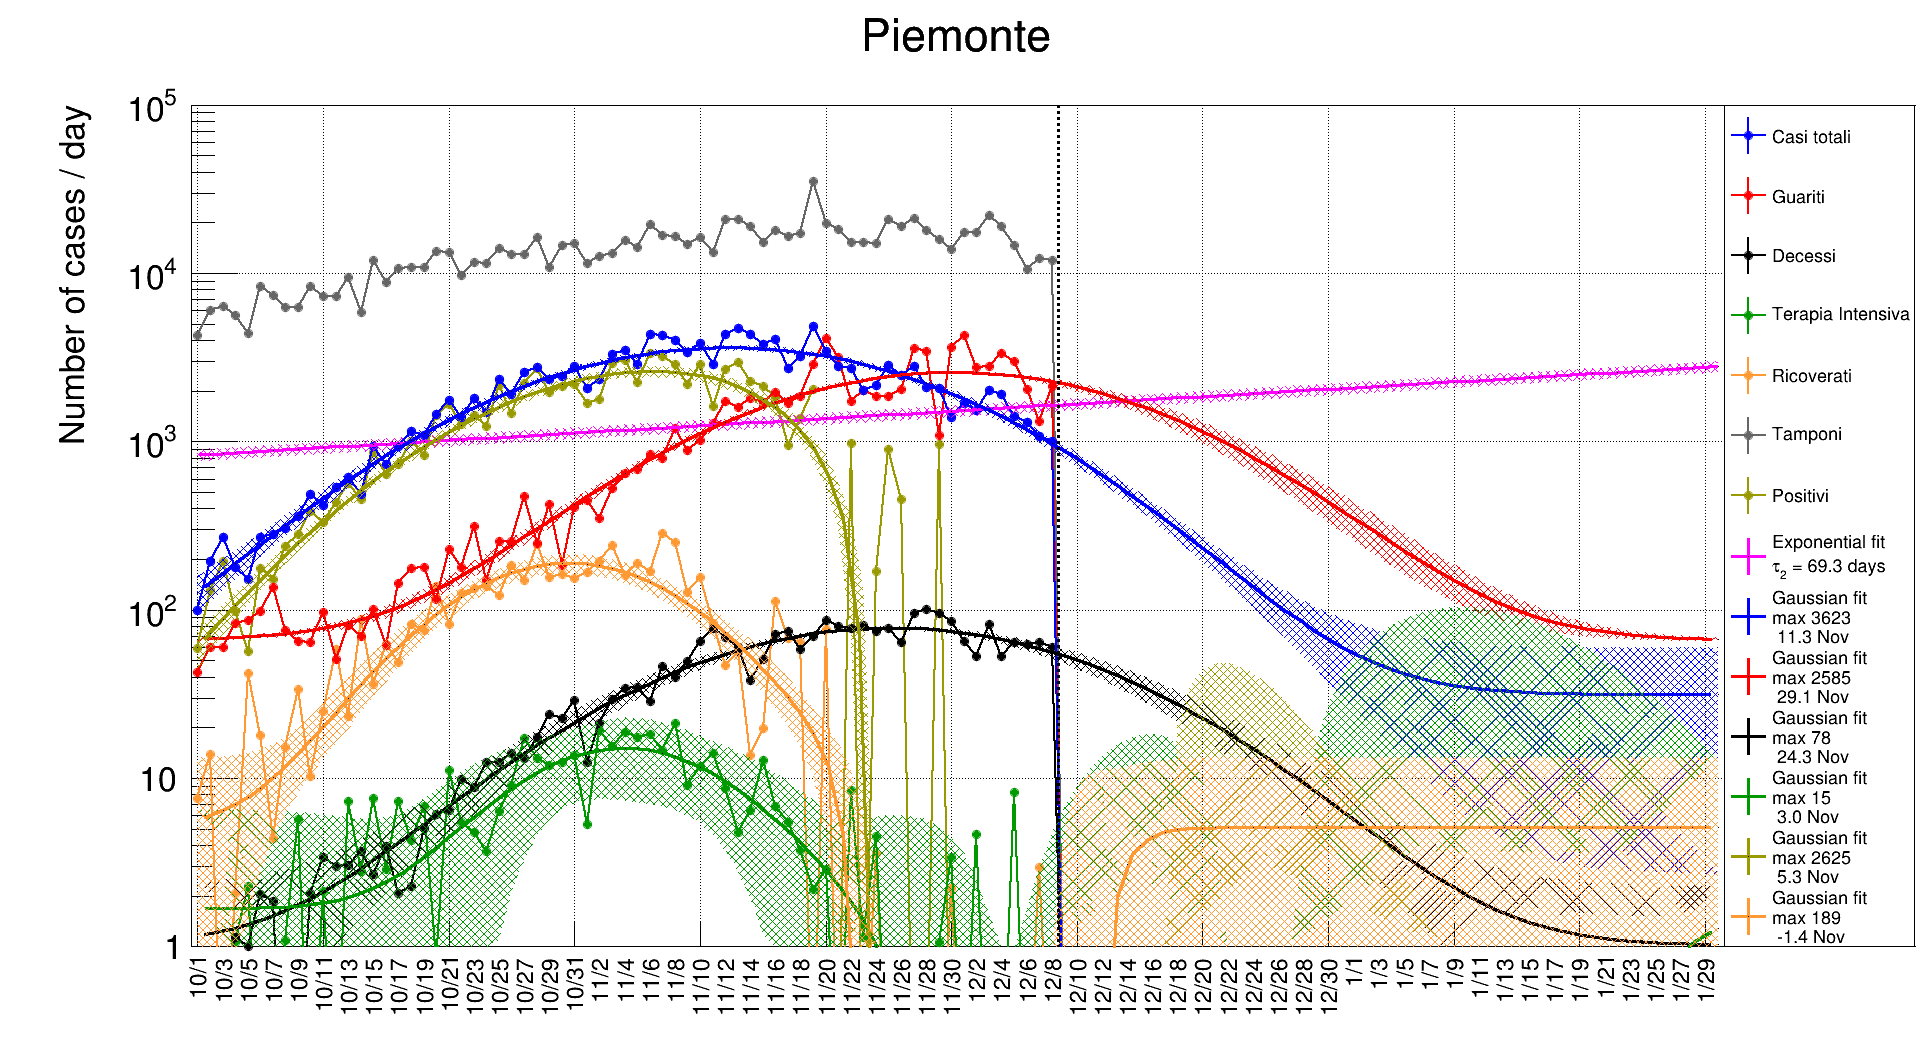 Piemonte
Number of cases / day
10^5
10^4
10^3
10^2
10
1
10/1
10/3
10/5
10/7
10/9
10/11
10/13
10/15
10/17
10/19
10/21
10/23
10/25
10/27
10/29
10/31
11/2
11/4
11/6
11/8
11/10
11/12
11/14
11/16
11/18
11/20
11/22
11/24
11/26
11/28
11/30
12/2
12/4
12/6
12/8
12/10
12/12
12/14
12/16
12/18
12/20
12/22
12/24
12/26
12/28
12/30
1/1
1/3
1/5
1/7
1/9
1/11
1/13
1/15
1/17
1/19
1/21
1/23
1/25
1/27
1/29
Casi totali
Guariti
Decessi
Terapia Intensiva
Ricoverati
Tamponi
Positivi
Exponential fit
τ2 = 69.3 days
Gaussian fit
max 3623
11.3 Nov
Gaussian fit
max 2585
29.1 Nov
Gaussian fit
max 78
24.3 Nov
Gaussian fit
max 15
3.0 Nov
Gaussian fit
max 2625
5.3 Nov
Gaussian fit
max 189
-1.4 Nov